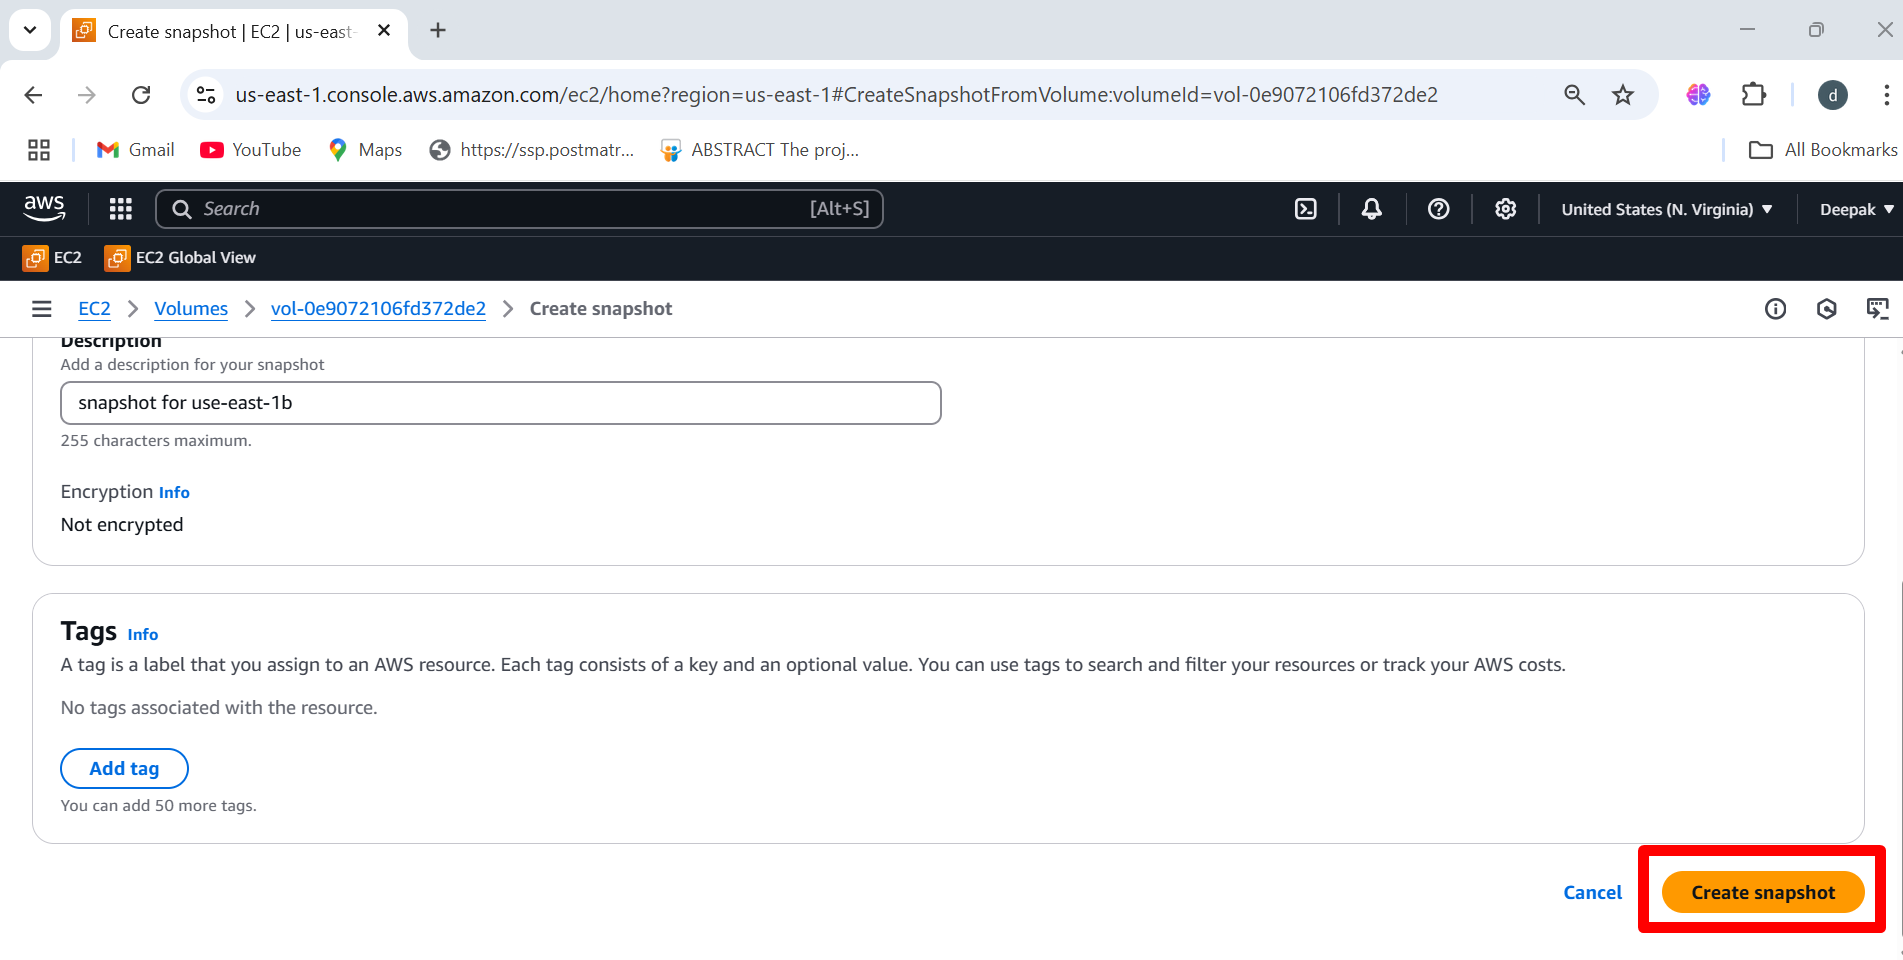 Create snapshot | EC2 | us-east-
us-east-1.console.aws.amazon.com/ec2/home?region=us-east-1#CreateSnapshotFromVolume:volumeId=vol-0e9072106fd372de2
d
Gmail
YouTube
Maps
https://ssp.postmatr...
ABSTRACT The proj...
All Bookmarks
aws
Search
[Alt+S]
United States (N. Virginia)
Deepak
EC2
EC2 Global View
EC2
Volumes
vol-0e9072106fd372de2
Create snapshot
Description
Add a description for your snapshot
snapshot for use-east-1b
255 characters maximum.
Encryption Info
Not encrypted
Tags Info
A tag is a label that you assign to an AWS resource. Each tag consists of a key and an optional value. You can use tags to search and filter your resources or track your AWS costs.
No tags associated with the resource.
Add tag
You can add 50 more tags.
Cancel
Create snapshot